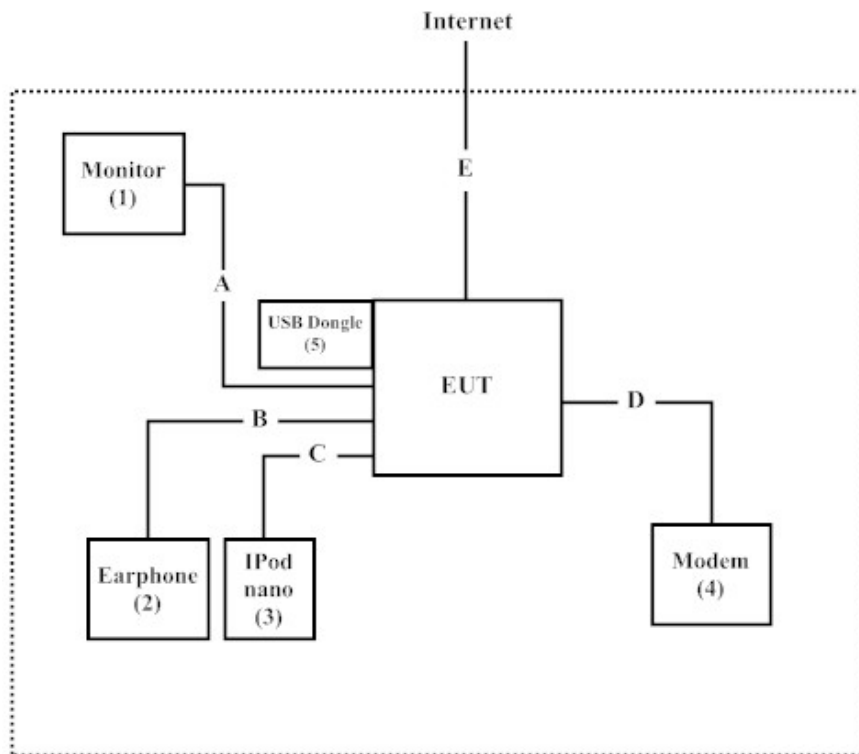 Internet
E
Monitor
(1)
A
USB Dongle
(5)
EUT
D
B
C
Earphone
(2)
IPod
nano
(3)
Modem
(4)